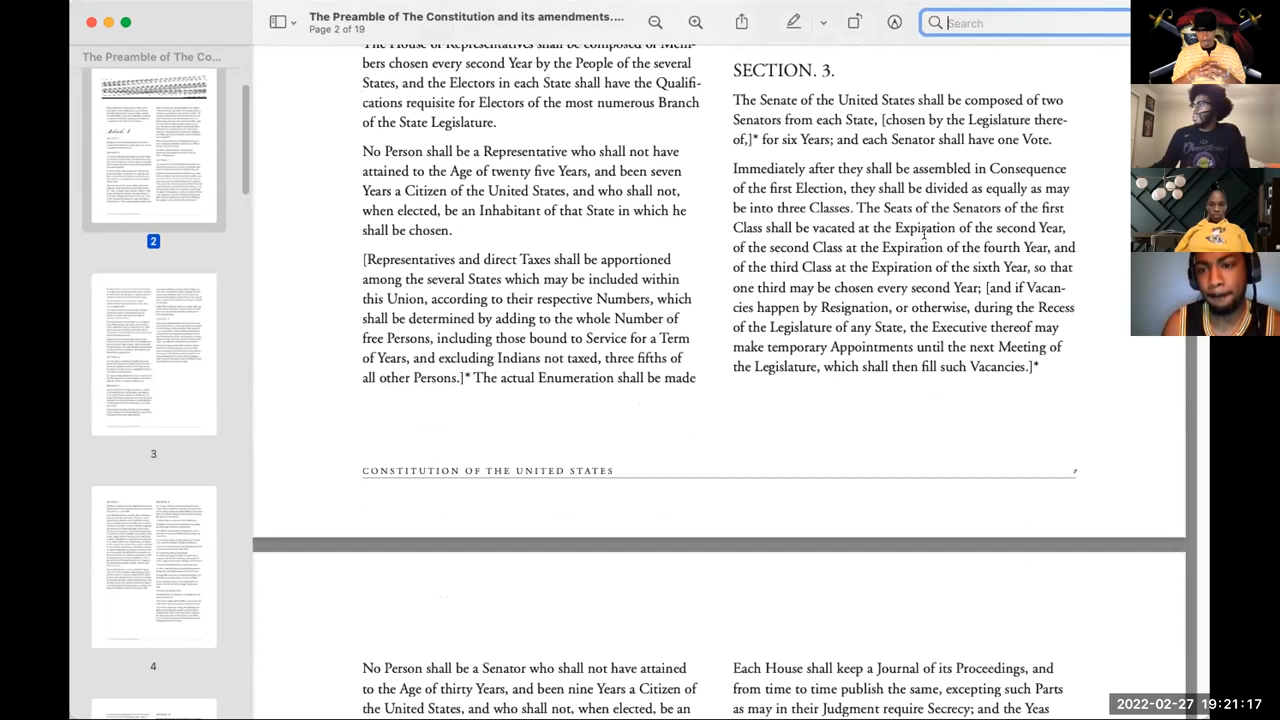 The Preamble of The Constitution and its amendments....
Page 2 of 19
Search
The Preamble of The Co...
2
3
4
The House of Representatives shall be composed of Mem-
bers chosen every second Year by the People of the several
States, and the Electors in each State shall have the Qualifi-
cations requisite for Electors of the most numerous Branch
of the State Legislature.
No Person shall be a Representative who shall not have
attained to the Age of twenty five Years, and been seven
Years a Citizen of the United States, and who shall not,
when elected, be an Inhabitant of that State in which he
shall be chosen.
[Representatives and direct Taxes shall be apportioned
among the several States which may be included within
this Union, according to their respective Numbers, which
shall be determined by adding to the whole Number of
free Persons, including those bound to Service for a Term
of Years, and excluding Indians not taxed, three fifths of
all other Persons.]* The actual Enumeration shall be made
SECTION. 3.
The Senate of the United States shall be composed of two
Senators from each State, [chosen by the Legislature there-
of,]* for six Years; and each Senator shall have one Vote.
Immediately after they shall be assembled in Consequence
of the first Election, they shall be divided as equally as may
be into three Classes. The Seats of the Senators of the first
Class shall be vacated at the Expiration of the second Year,
of the second Class at the Expiration of the fourth Year, and
of the third Class at the Expiration of the sixth Year, so that
one third may be chosen every second Year; [and if Vacan-
cies happen by Resignation, or otherwise, during the Recess
of the Legislature of any State, the Executive thereof may
make temporary Appointments until the next Meeting of
the Legislature, which shall then fill such Vacancies.]*
CONSTITUTION OF THE UNITED STATES
No Person shall be a Senator who shall not have attained
to the Age of thirty Years, and been nine Years a Citizen of
the United States, and who shall not, when elected, be an
Each House shall keep a Journal of its Proceedings, and
from time to time publish the same, excepting such Parts
as may in their Judgment require Secrecy; and the Yeas
2022-02-27 19:21:17